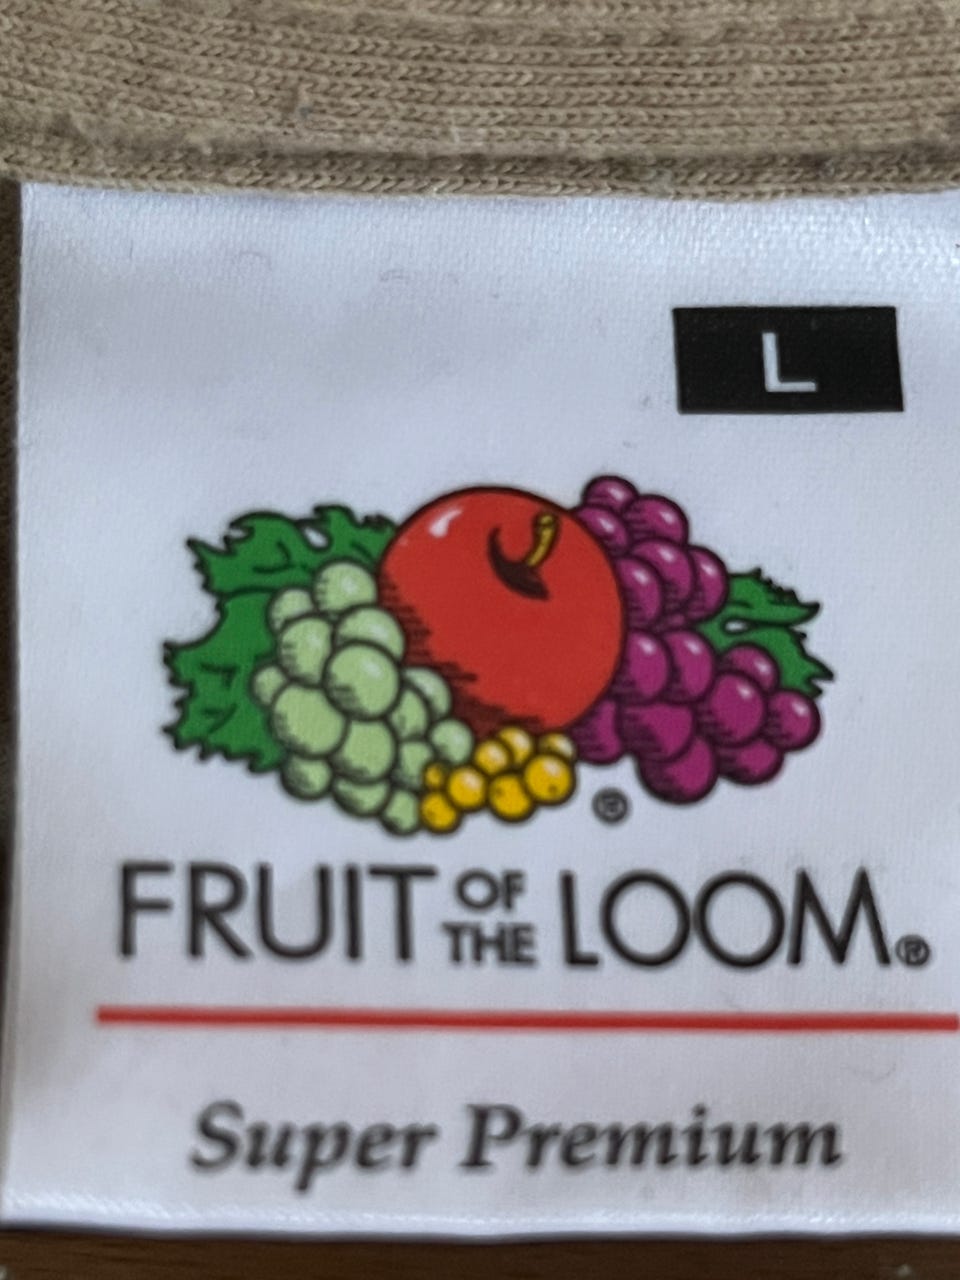 L
®
FRUIT OF THE LOOM®
Super Premium